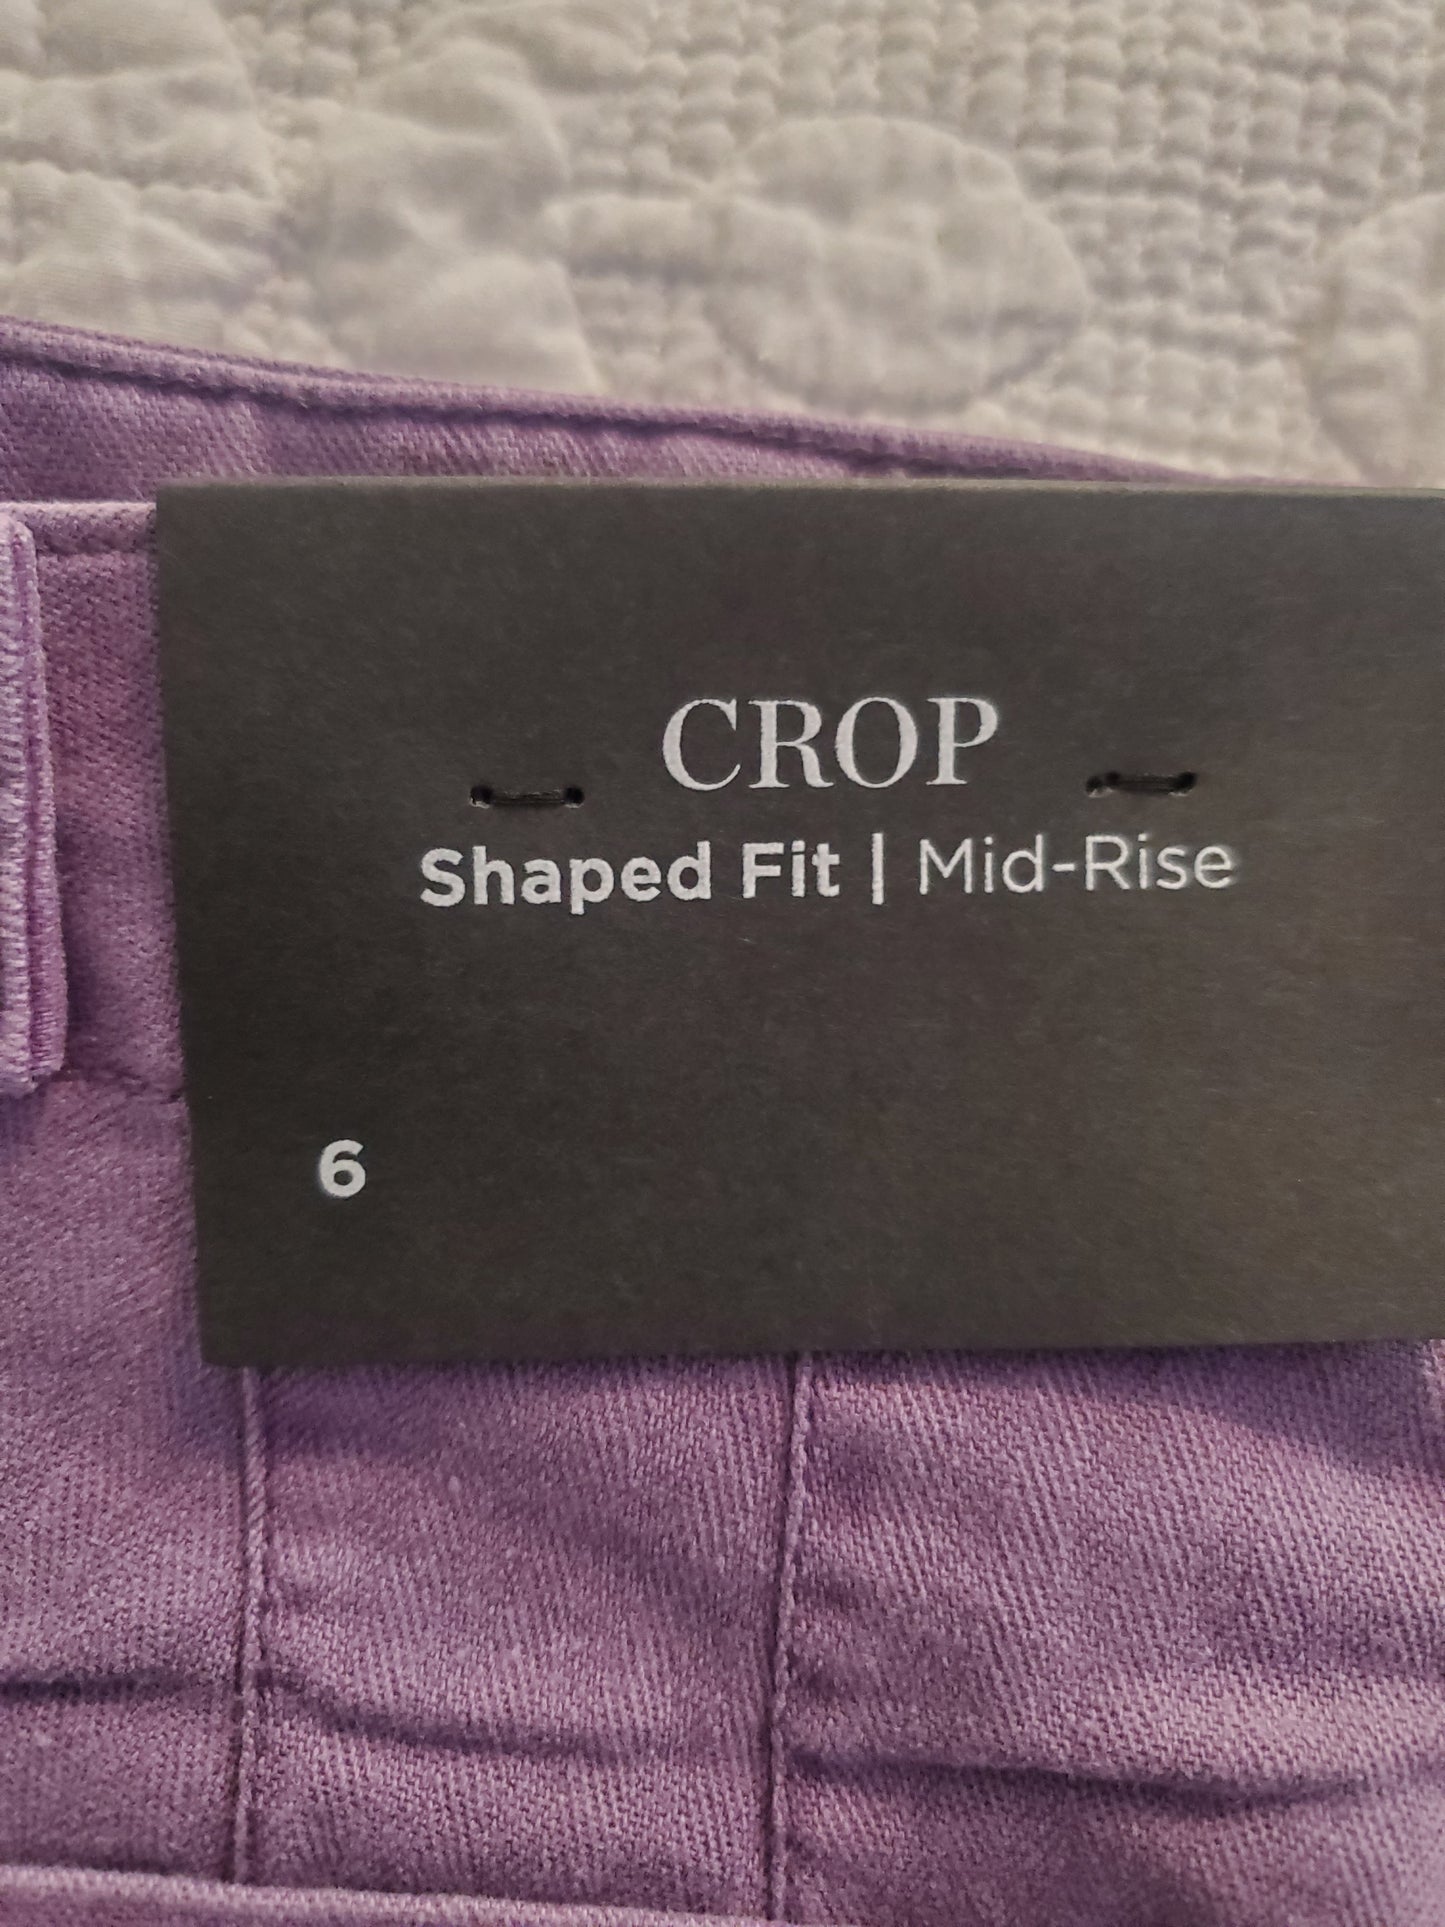 CROP
Shaped Fit | Mid-Rise
6